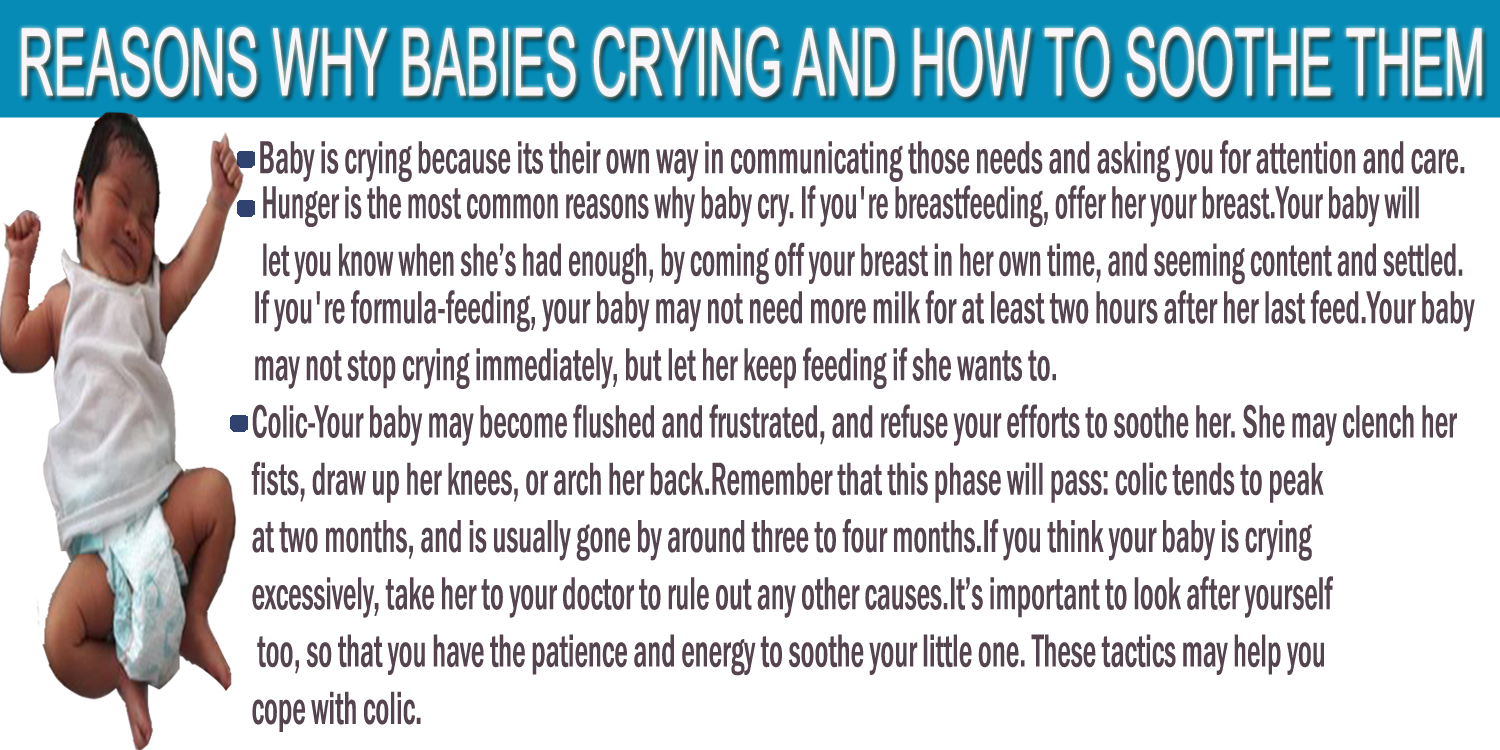 REASONS WHY BABIES CRYING AND HOW TO SOOTHE THEM
Baby is crying because its their own way in communicating those needs and asking you for attention and care.
Hunger is the most common reasons why baby cry. If you're breastfeeding, offer her your breast.Your baby will
let you know when she’s had enough, by coming off your breast in her own time, and seeming content and settled.
If you're formula-feeding, your baby may not need more milk for at least two hours after her last feed.Your baby
may not stop crying immediately, but let her keep feeding if she wants to.
Colic-Your baby may become flushed and frustrated, and refuse your efforts to soothe her. She may clench her
fists, draw up her knees, or arch her back.Remember that this phase will pass: colic tends to peak
at two months, and is usually gone by around three to four months.If you think your baby is crying
excessively, take her to your doctor to rule out any other causes.It’s important to look after yourself
too, so that you have the patience and energy to soothe your little one. These tactics may help you
cope with colic.